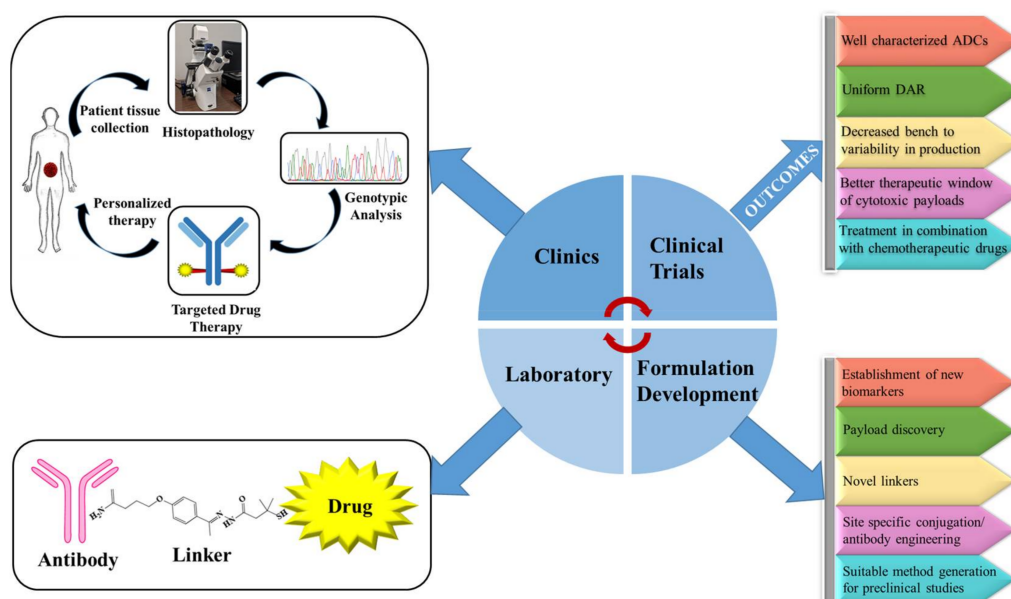 Patient tissue
collection
Histopathology
Genotypic
Analysis
Personalized
therapy
Targeted Drug
Therapy
Clinics
Clinical
Trials
Laboratory
Formulation
Development
OUTCOMES
Well characterized ADCs
Uniform DAR
Decreased bench to
variability in production
Better therapeutic window
of cytotoxic payloads
Treatment in combination
with chemotherapeutic drugs
Antibody
H₂N
O
N
HN
O
SH
Linker
Drug
Establishment of new
biomarkers
Payload discovery
Novel linkers
Site specific conjugation/
antibody engineering
Suitable method generation
for preclinical studies